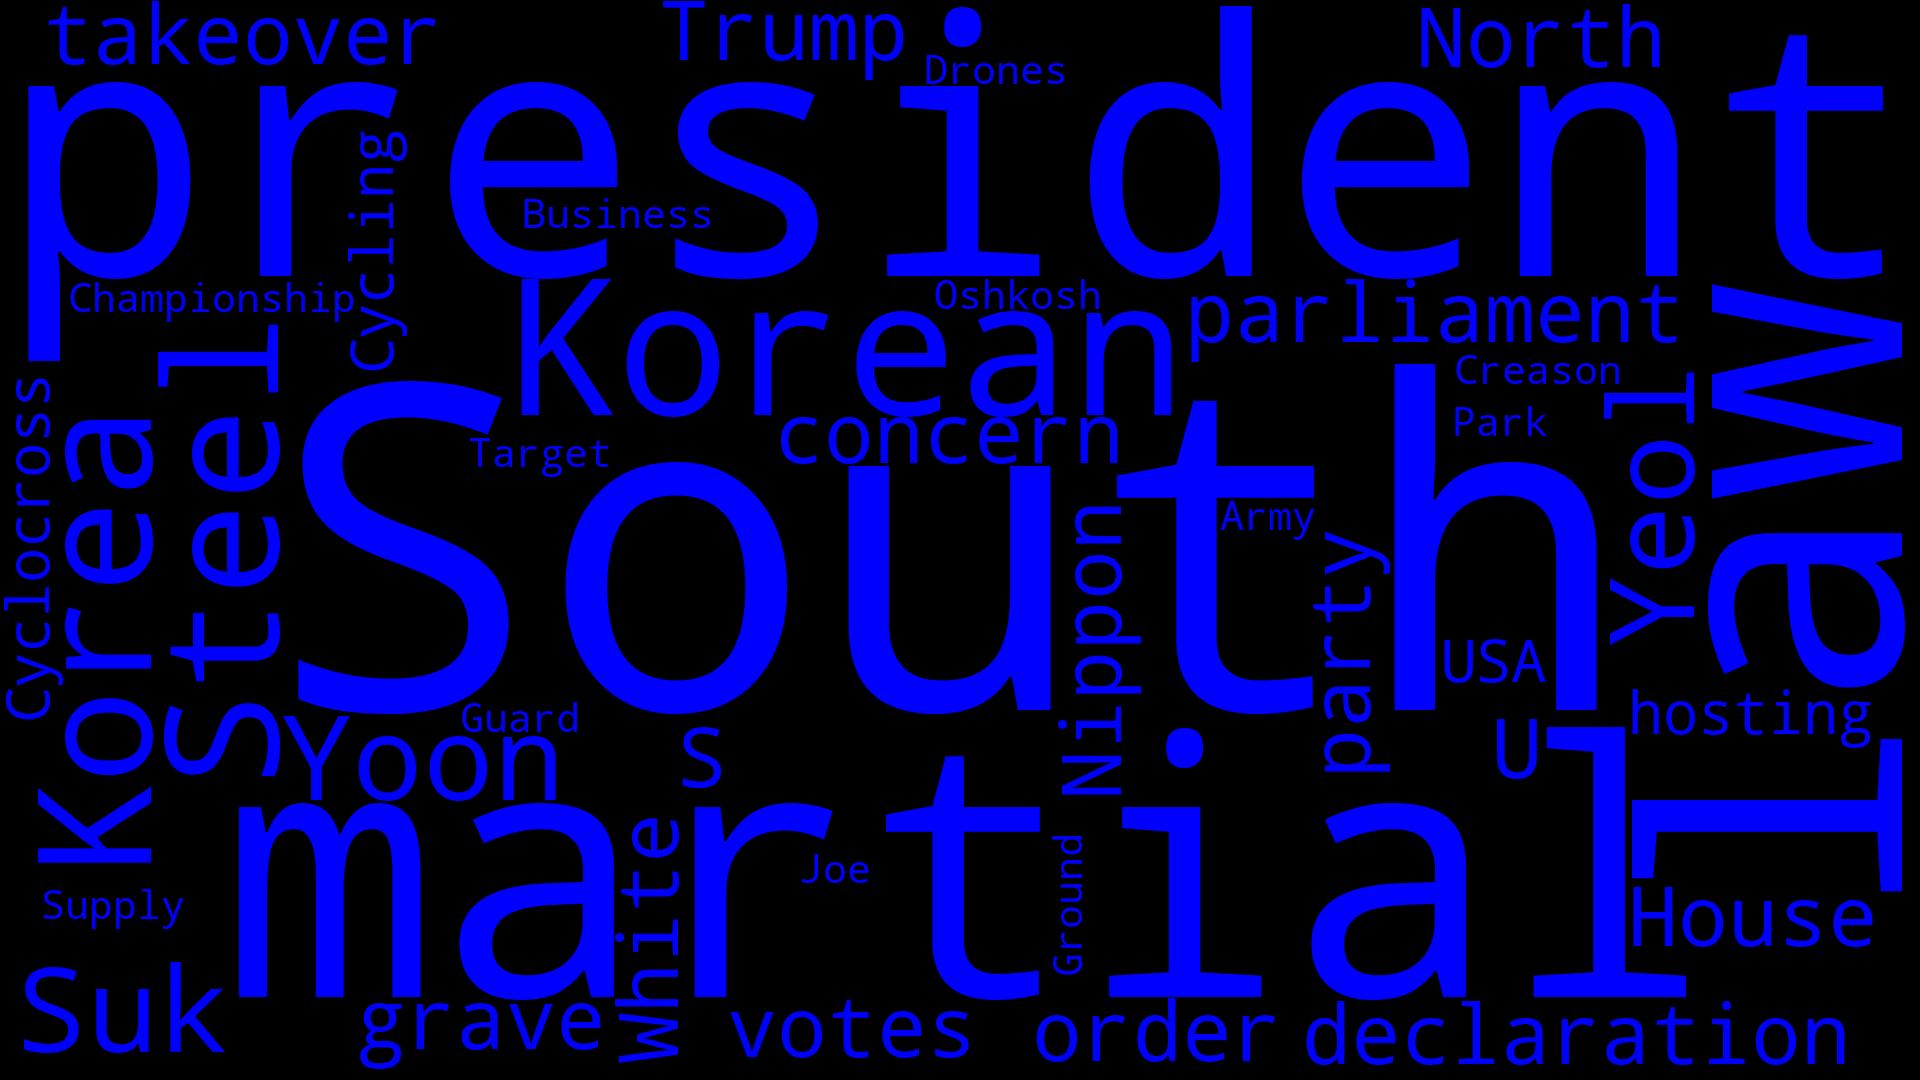 takeover
Trump
Drones
North
president
Cycling
Business
Championship
Korean
Oshkosh
parliament
law
Creason
Park
Yeol
Cyclocross
Korea
Steel
South
Target
concern
Army
Nippon
party
USA
hosting
Guard
Yoon
S
U
martial
White
Joe
Ground
House
Supply
Suk
grave
votes
order
declaration